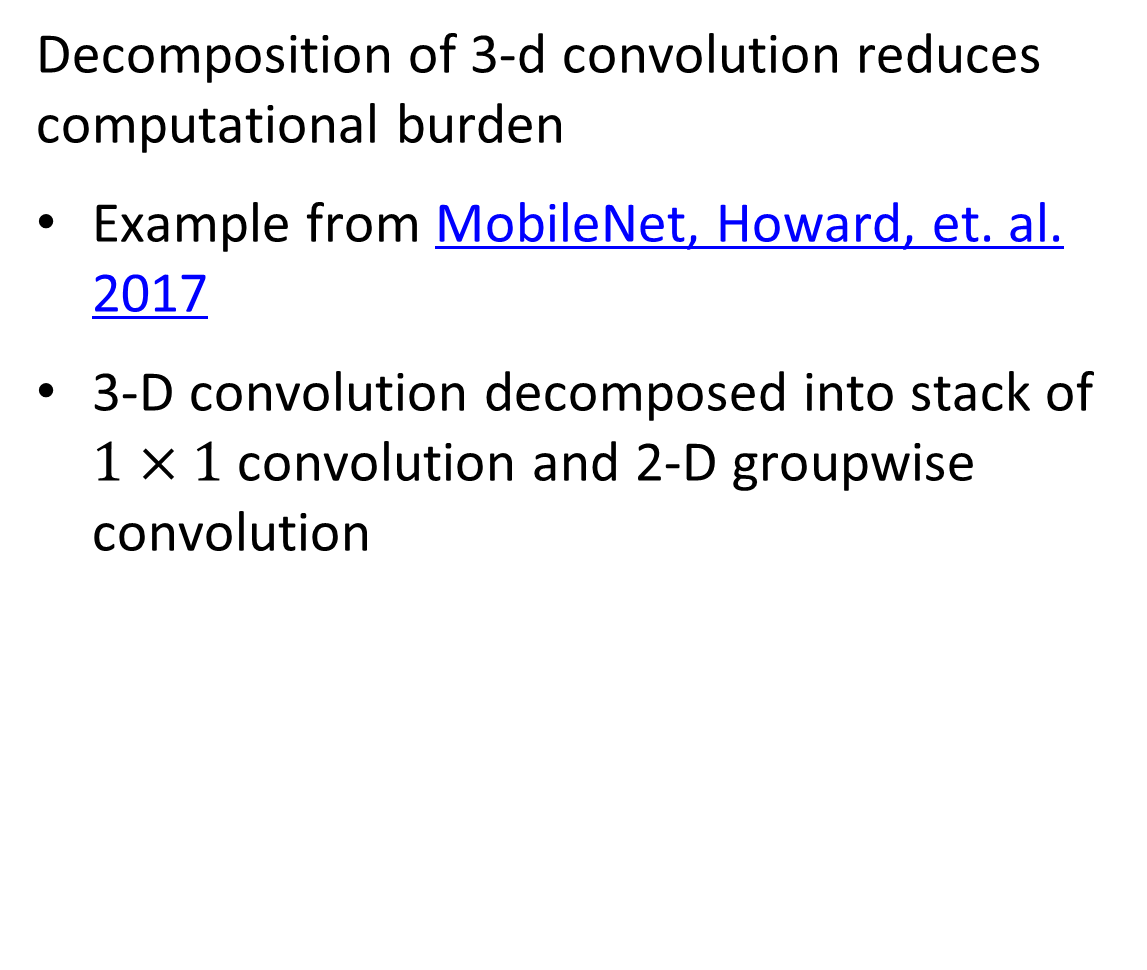 Decomposition of 3-d convolution reduces
computational burden
• Example from MobileNet, Howard, et. al.
2017
• 3-D convolution decomposed into stack of
1 × 1 convolution and 2-D groupwise
convolution